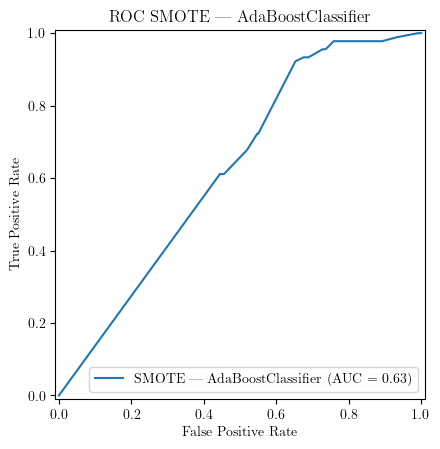 ROC SMOTE — AdaBoostClassifier
True Positive Rate
1.0
0.8
0.6
0.4
0.2
0.0
SMOTE — AdaBoostClassifier (AUC = 0.63)
0.0 0.2 0.4 0.6 0.8 1.0
False Positive Rate